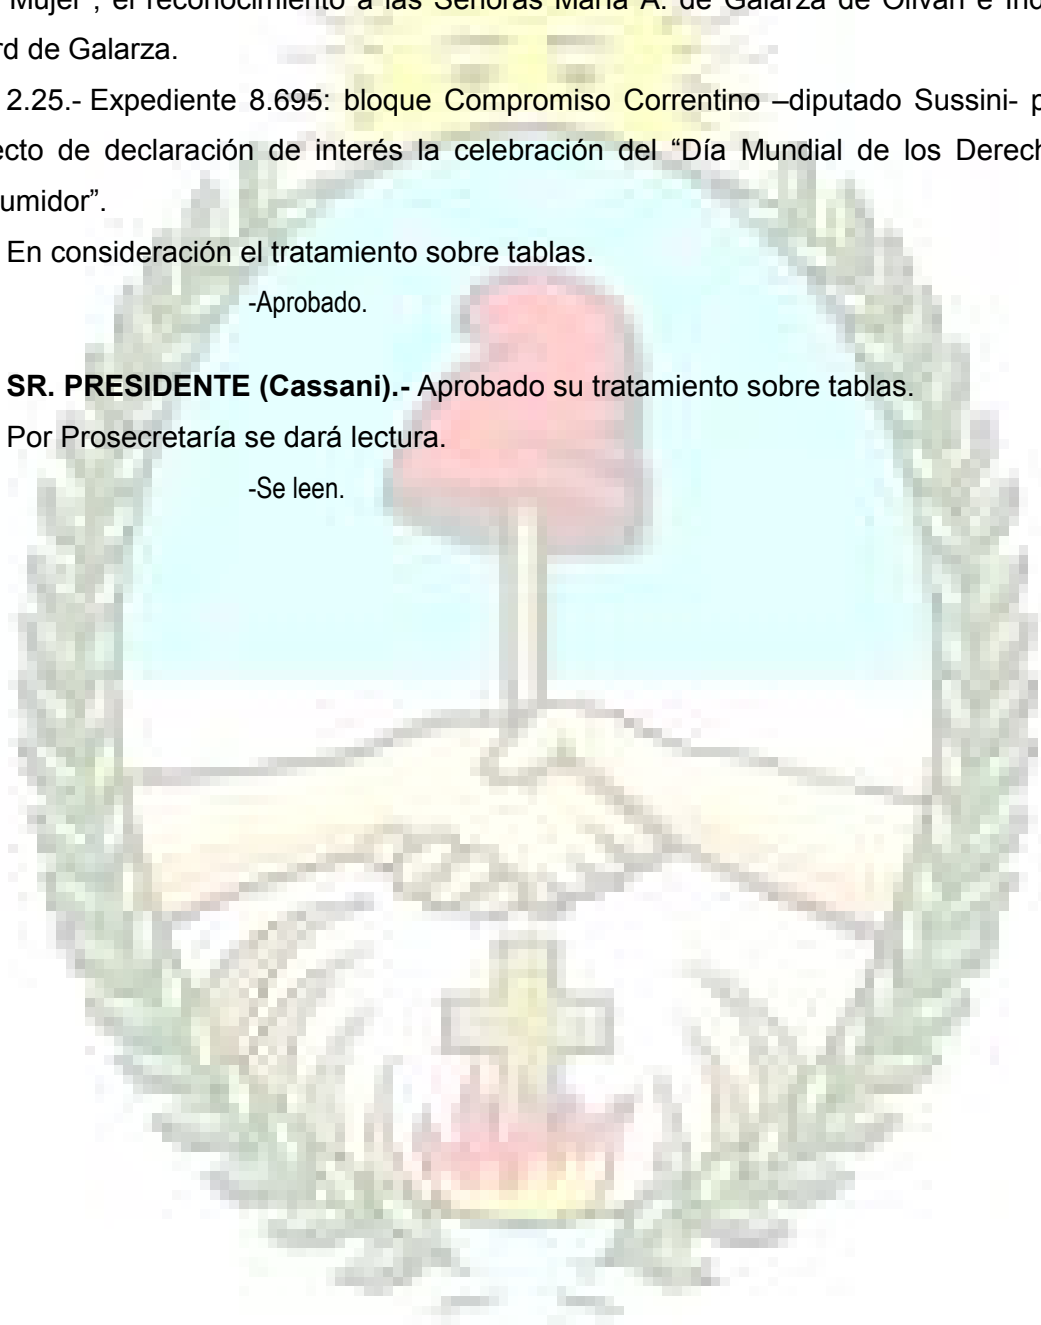 Mujer”, el reconocimiento a las Señoras María A. de Galarza de Olivan e
rd de Galarza.
2.25.- Expediente 8.695: bloque Compromiso Correntino –diputado Sussini- p
ecto de declaración de interés la celebración del “Día Mundial de los Derech
umidor”.
En consideración el tratamiento sobre tablas.
-Aprobado.
SR. PRESIDENTE (Cassani).- Aprobado su tratamiento sobre tablas.
Por Prosecretaría se dará lectura.
-Se leen.